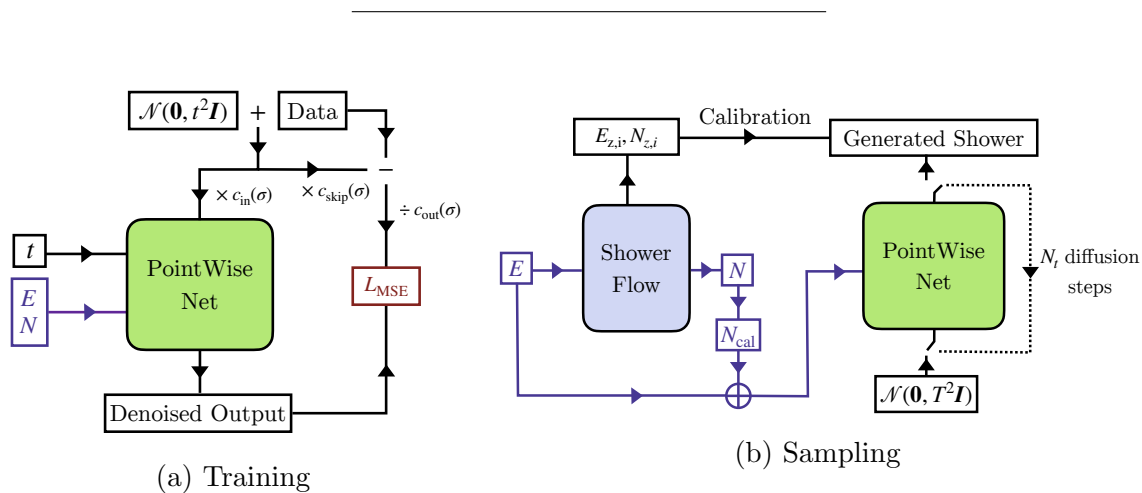 𝒩(𝟎, t²𝑰) + Data
× c_in(σ)
× c_skip(σ)
−
÷ c_out(σ)
t
E
N
PointWise
Net
L_MSE
Denoised Output
(a) Training
E_z,i, N_z,i
Calibration
Generated Shower
E
Shower
Flow
N
N_cal
PointWise
Net
N_t diffusion
steps
𝒩(𝟎, T²𝑰)
(b) Sampling